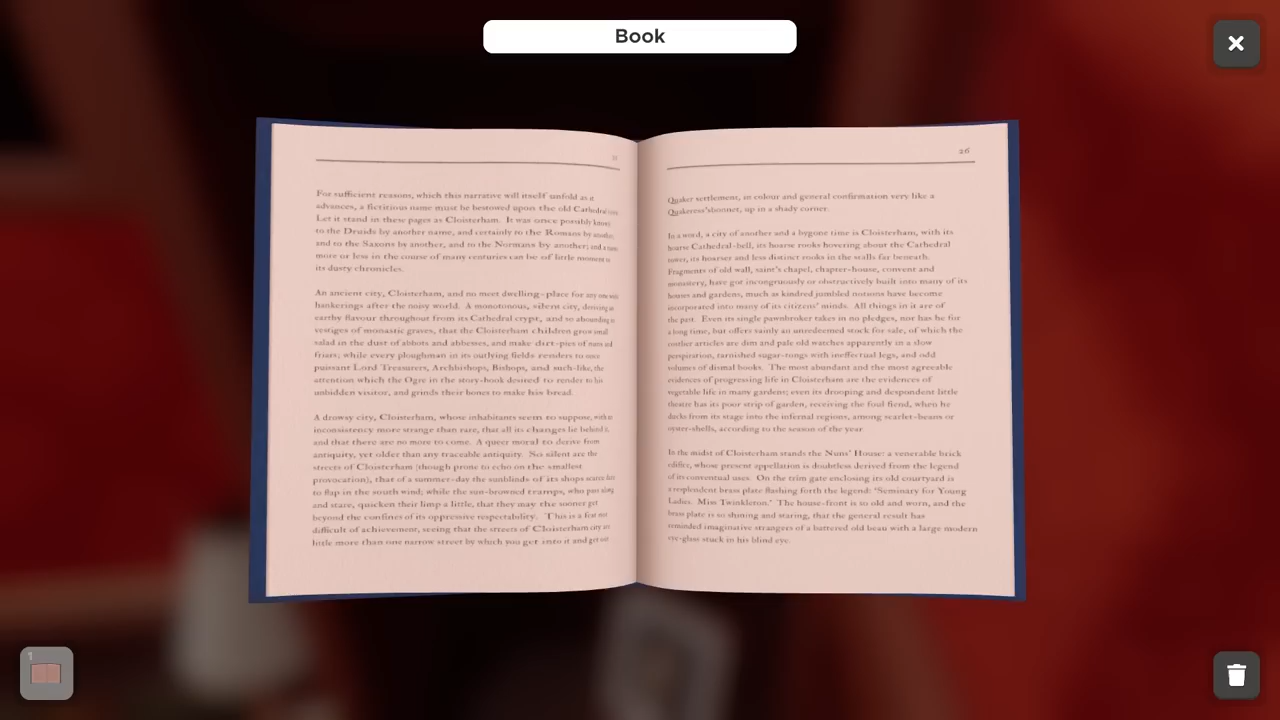 Book
For sufficient reasons, which this narrative will itself unfold as it
advances, a fictitious name must be bestowed upon the old Cathedral
Let it stand in these pages as Cloisterham. It was once possibly known
to the Druids by another name, and certainly to the Romans by another
and to the Saxons by another, and to the Normans by another; and a name
more or less in the course of many centuries can be of little moment to
its dusty chronicles.
An ancient city, Cloisterham, and no meet dwelling-place for any one with
hankerings after the noisy world. A monotonous, silent city, deriving an
earthy flavour throughout from its Cathedral crypt, and so abounding in
vestiges of monastic graves, that the Cloisterham children grow small
salad in the dust of abbots and abbesses, and make dirt-pies of nuns and
friars; while every ploughman in its outlying fields renders to once
puissant Lord Treasurers, Archbishops, Bishops, and such-like, the
attention which the Ogre in the story-book desired to render to his
unbidden visitor, and grinds their bones to make his bread.
A drowsy city, Cloisterham, whose inhabitants seem to suppose, with an
inconsistency more strange than rare, that all its changes lie behind it,
and that there are no more to come. A queer moral to derive from
antiquity, yet older than any traceable antiquity. So silent are the
streets of Cloisterham (though prone to echo on the smallest
provocation), that of a summer-day the sunblinds of its shops scarce dare
to flap in the south wind; while the sun-browned tramps, who pass along
and stare, quicken their limp a little, that they may the sooner get
beyond the confines of its oppressive respectability. This is a feat not
difficult of achievement, seeing that the streets of Cloisterham city are
little more than one narrow street by which you get into it and get out
26
Quaker settlement, in colour and general confirmation very like a
Quakeress'sbonnet, up in a shady corner.
In a word, a city of another and a bygone time is Cloisterham, with its
hoarse Cathedral-bell, its hoarse rooks hovering about the Cathedral
tower, its hoarser and less distinct rooks in the stalls far beneath.
Fragments of old wall, saint's chapel, chapter-house, convent and
monastery, have got incongruously or obstructively built into many of its
houses and gardens, much as kindred jumbled notions have become
incorporated into many of its citizens' minds. All things in it are of
the past. Even its single pawnbroker takes in no pledges, nor has he for
a long time, but offers vainly an unredeemed stock for sale, of which the
costlier articles are dim and pale old watches apparently in a slow
perspiration, tarnished sugar-tongs with ineffectual legs, and odd
volumes of dismal books. The most abundant and the most agreeable
evidences of progressing life in Cloisterham are the evidences of
vegetable life in many gardens; even its drooping and despondent little
theatre has its poor strip of garden, receiving the foul fiend, when he
ducks from its stage into the infernal regions, among scarlet-beans or
oyster-shells, according to the season of the year
In the midst of Cloisterham stands the Nuns' House: a venerable brick
edifice, whose present appellation is doubtless derived from the legend
of its conventual uses. On the trim gate enclosing its old courtyard is
a resplendent brass plate flashing forth the legend: 'Seminary for Young
Ladies. Miss Twinkleton.' The house-front is so old and worn, and the
brass plate is so shining and staring, that the general result has
reminded imaginative strangers of a battered old beau with a large modern
eye-glass stuck in his blind eye.
1